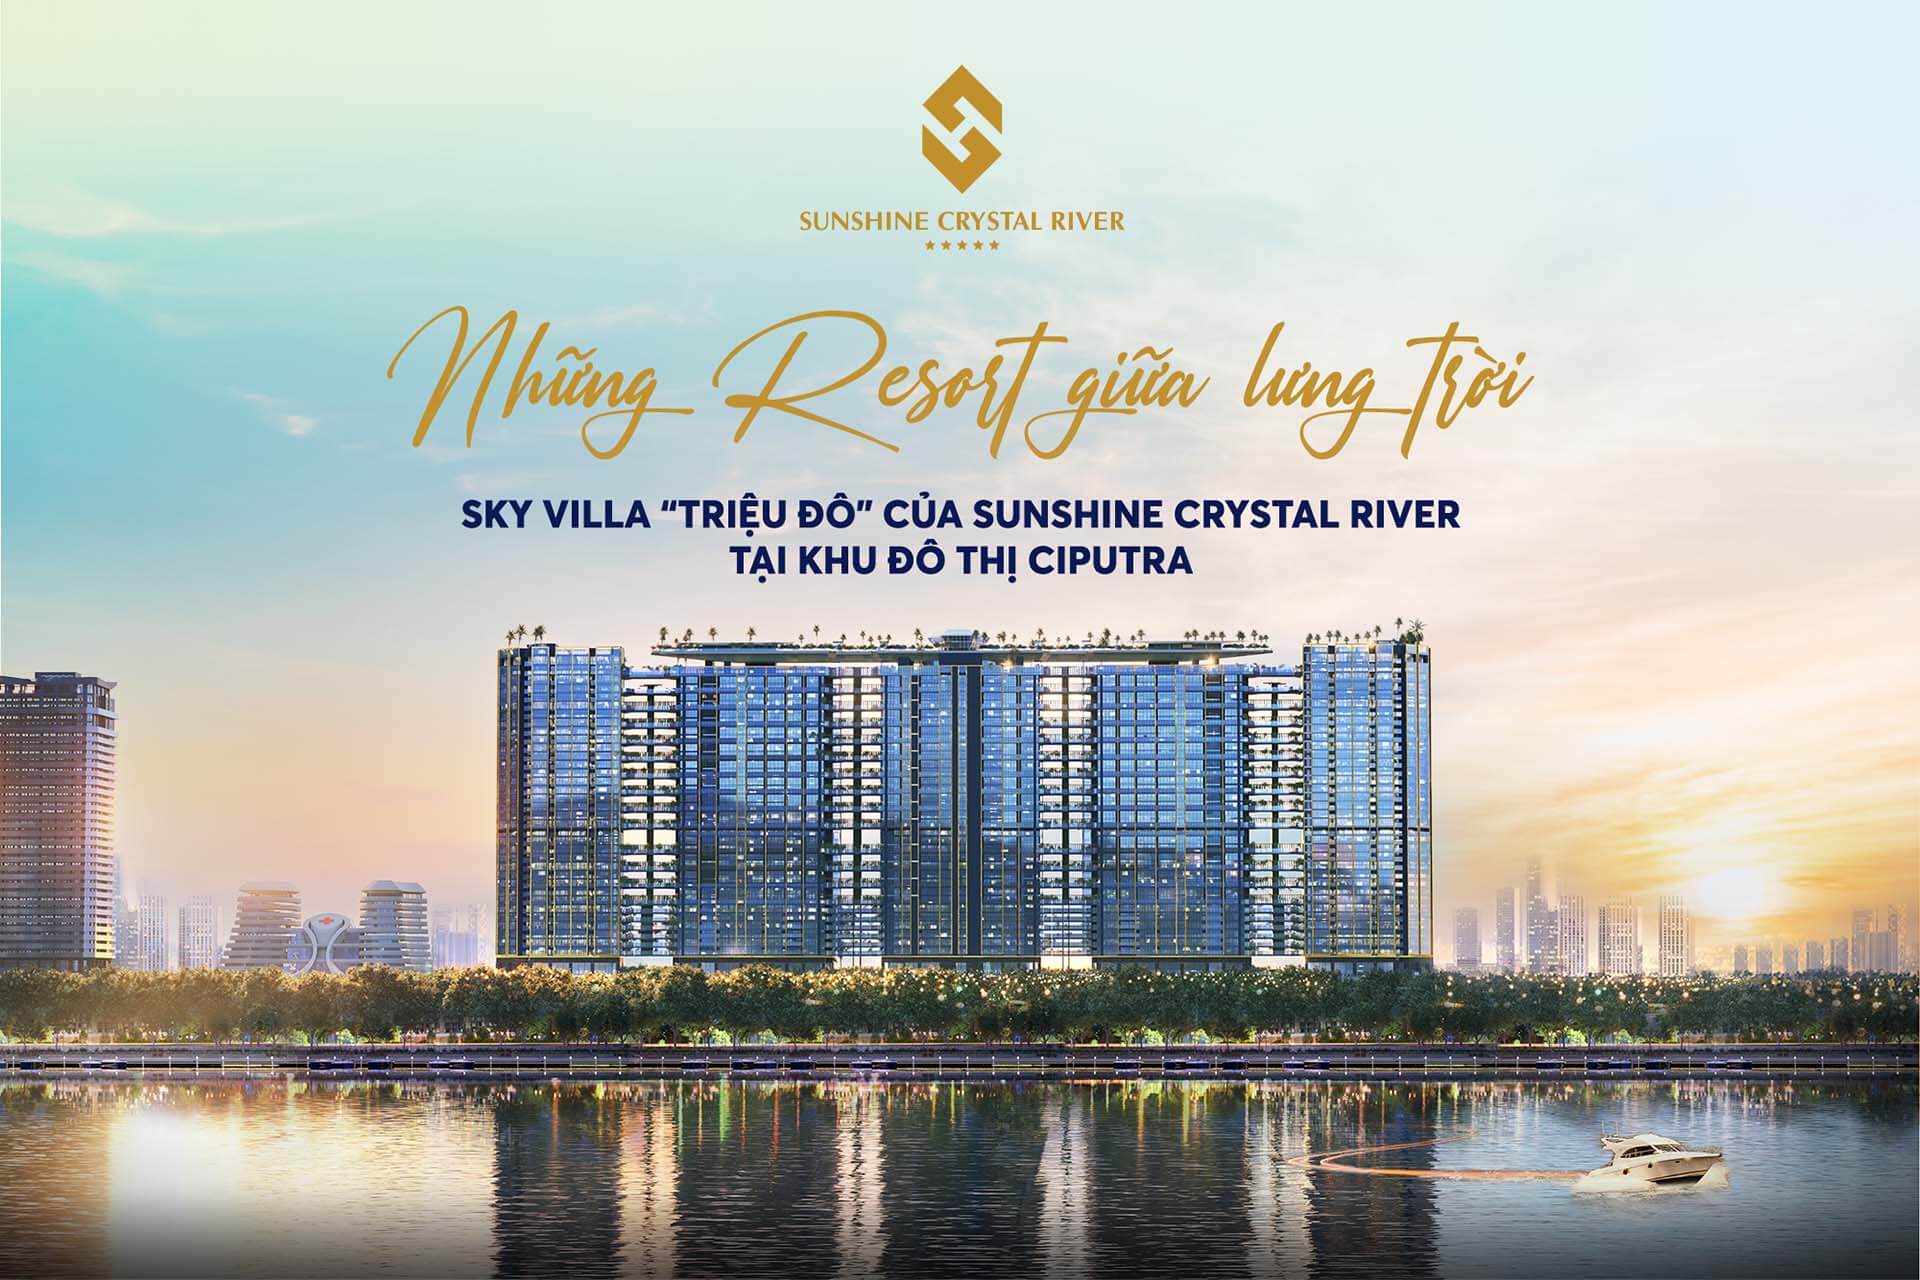 SUNSHINE CRYSTAL RIVER
Những Resort giữa lưng trời
SKY VILLA “TRIỆU ĐÔ” CỦA SUNSHINE CRYSTAL RIVER
TẠI KHU ĐÔ THỊ CIPUTRA